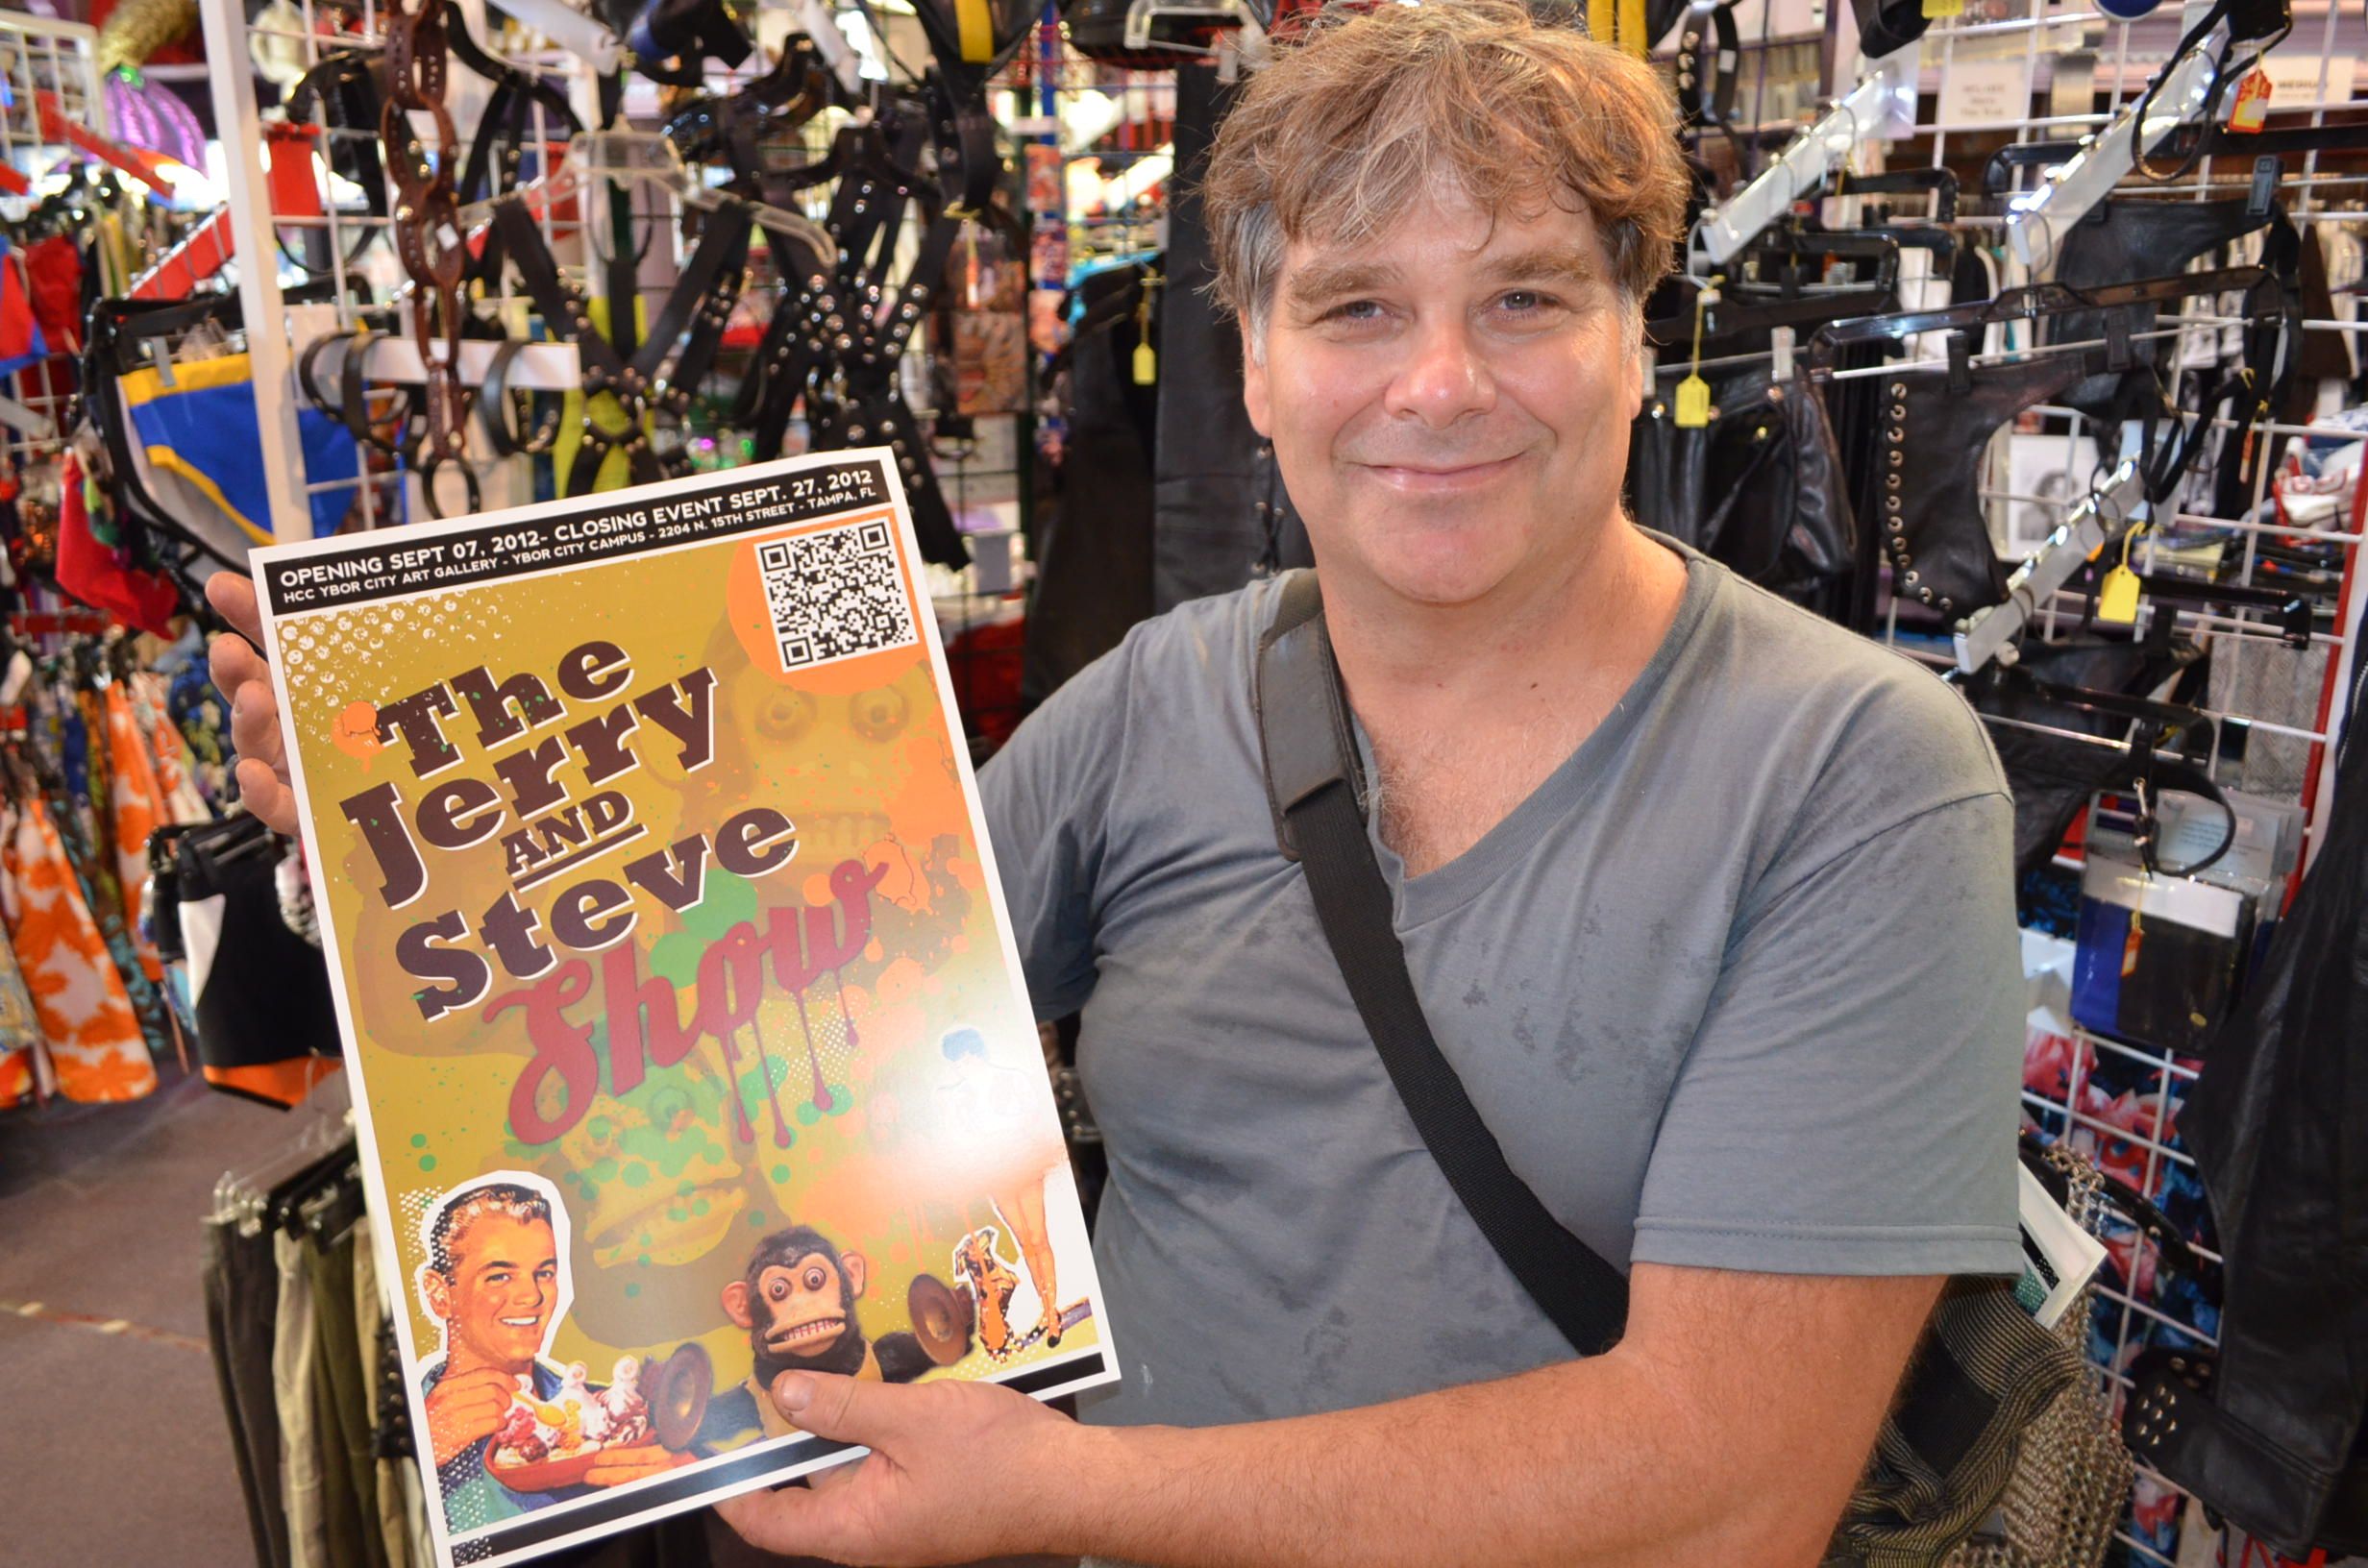 OPENING SEPT 07, 2012- CLOSING EVENT SEPT. 27, 2012
HCC YBOR CITY ART GALLERY - YBOR CITY CAMPUS - 2204 N. 15TH STREET - TAMPA, FL
The
Jerry
AND
Steve
Show